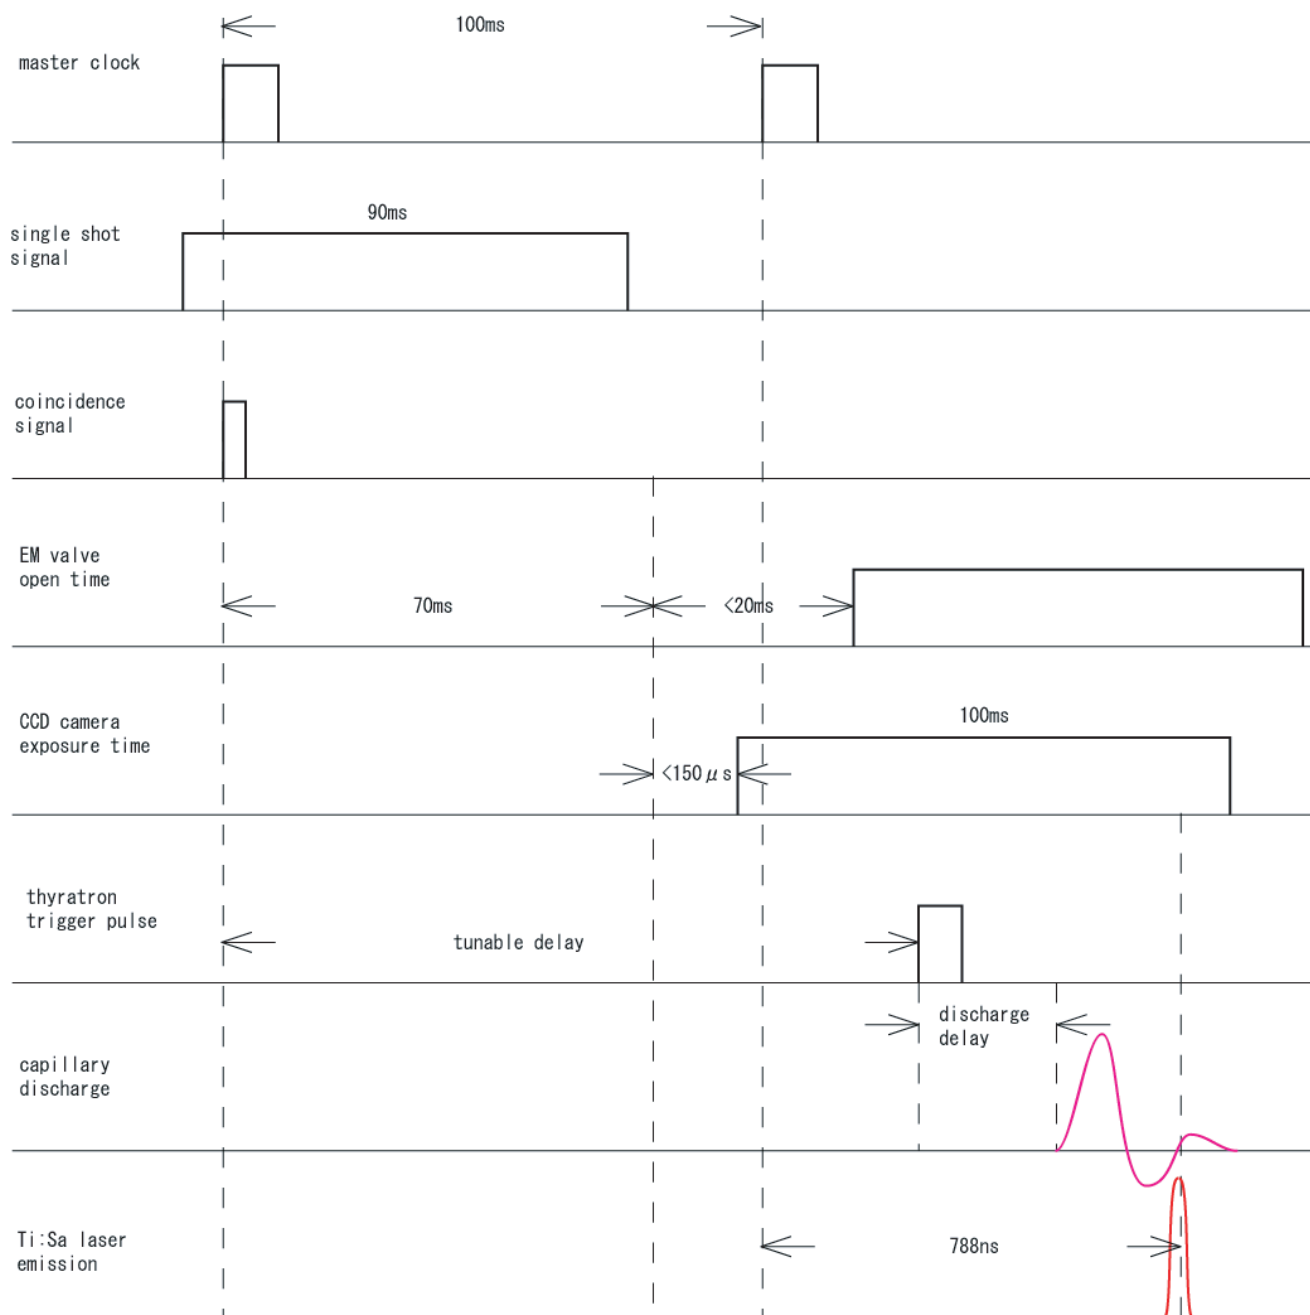 100ms
master clock
90ms
single shot
signal
coincidence
signal
EM valve
open time
70ms
<20ms
CCD camera
exposure time
100ms
<150μs
thyratron
trigger pulse
tunable delay
discharge
delay
capillary
discharge
Ti:Sa laser
emission
788ns